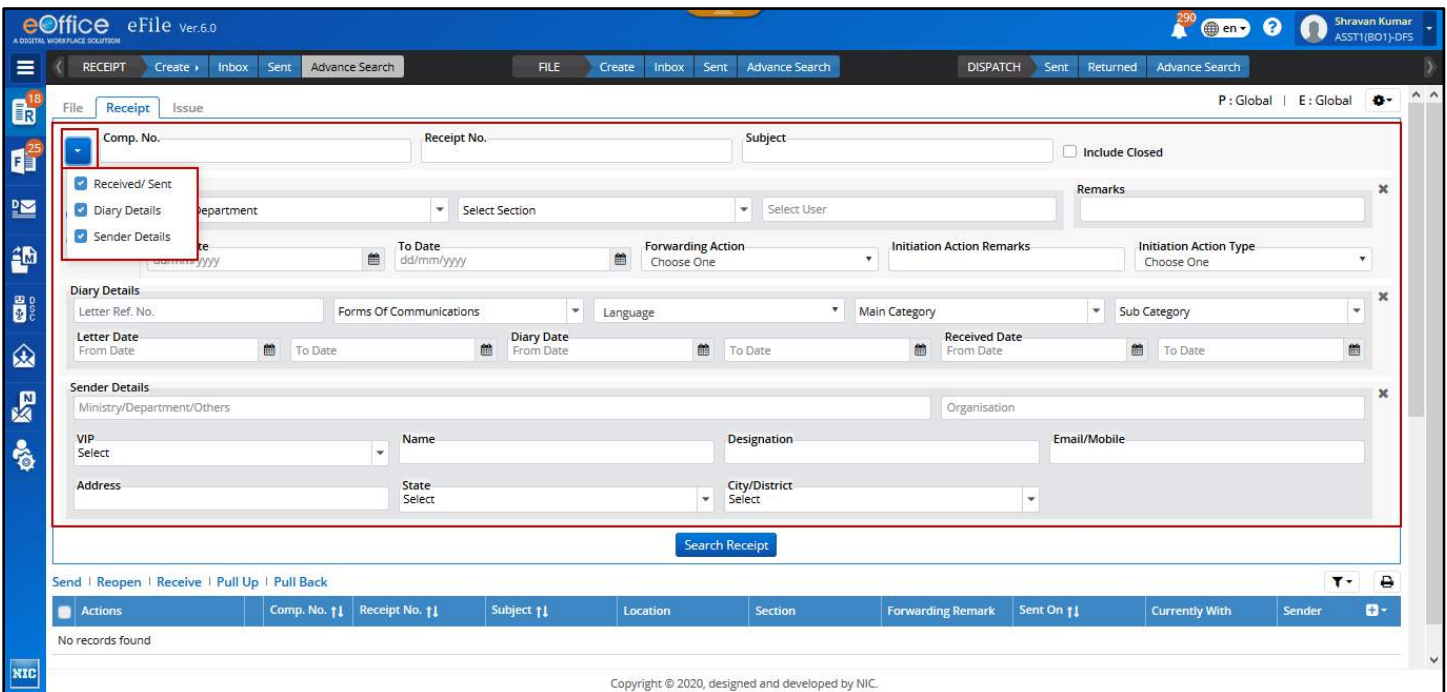 eOffice eFile Ver.6.0
A DIGITAL WORKPLACE SOLUTION
290 en ? Shravan Kumar
ASST1(BO1)-DFS
RECEIPT Create Inbox Sent Advance Search FILE Create Inbox Sent Advance Search DISPATCH Sent Returned Advance Search
18 R
25 F
D
M
DSC
N
NIC
File Receipt Issue P : Global | E : Global
Comp. No. Receipt No. Subject Include Closed
Received/ Sent
Diary Details
Sender Details
Remarks
Department Select Section Select User
To Date Forwarding Action Initiation Action Remarks Initiation Action Type
dd/mm/yyyy dd/mm/yyyy Choose One Choose One
Diary Details
Letter Ref. No. Forms Of Communications Language Main Category Sub Category
Letter Date Diary Date Received Date
From Date To Date From Date To Date From Date To Date
Sender Details
Ministry/Department/Others Organisation
VIP Name Designation Email/Mobile
Select
Address State City/District
Select Select
Search Receipt
Send | Reopen | Receive | Pull Up | Pull Back
Actions Comp. No. Receipt No. Subject Location Section Forwarding Remark Sent On Currently With Sender
No records found
Copyright © 2020, designed and developed by NIC.